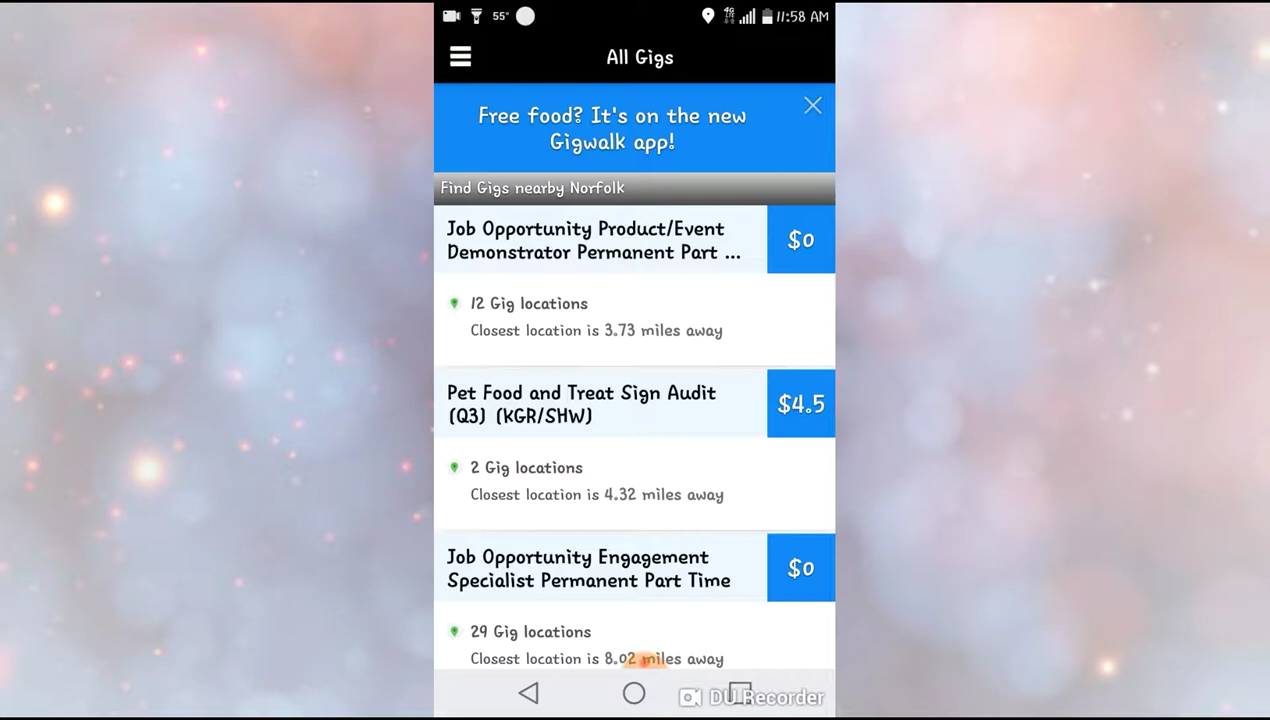 55° 4G LTE 11:58 AM
All Gigs
Free food? It's on the new
Gigwalk app!
Find Gigs nearby Norfolk
Job Opportunity Product/Event
Demonstrator Permanent Part ...
$0
12 Gig locations
Closest location is 3.73 miles away
Pet Food and Treat Sign Audit
(Q3) (KGR/SHW)
$4.5
2 Gig locations
Closest location is 4.32 miles away
Job Opportunity Engagement
Specialist Permanent Part Time
$0
29 Gig locations
Closest location is 8.02 miles away
DU Recorder